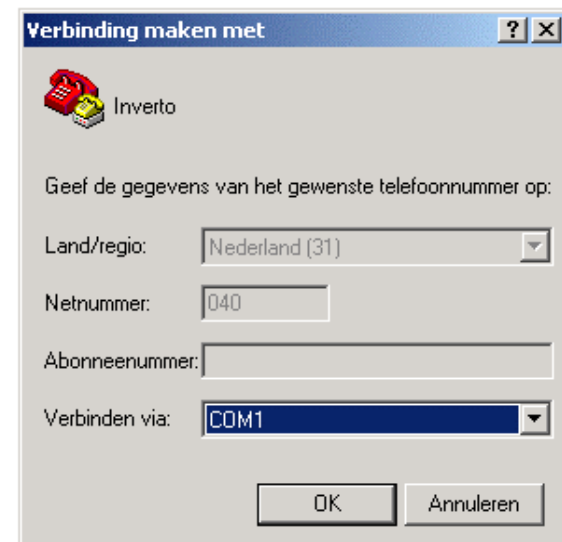 Verbinding maken met
Inverto
Geef de gegevens van het gewenste telefoonnummer op:
Land/regio: Nederland (31)
Netnummer: 040
Abonneenummer:
Verbinden via: COM1
OK Annuleren